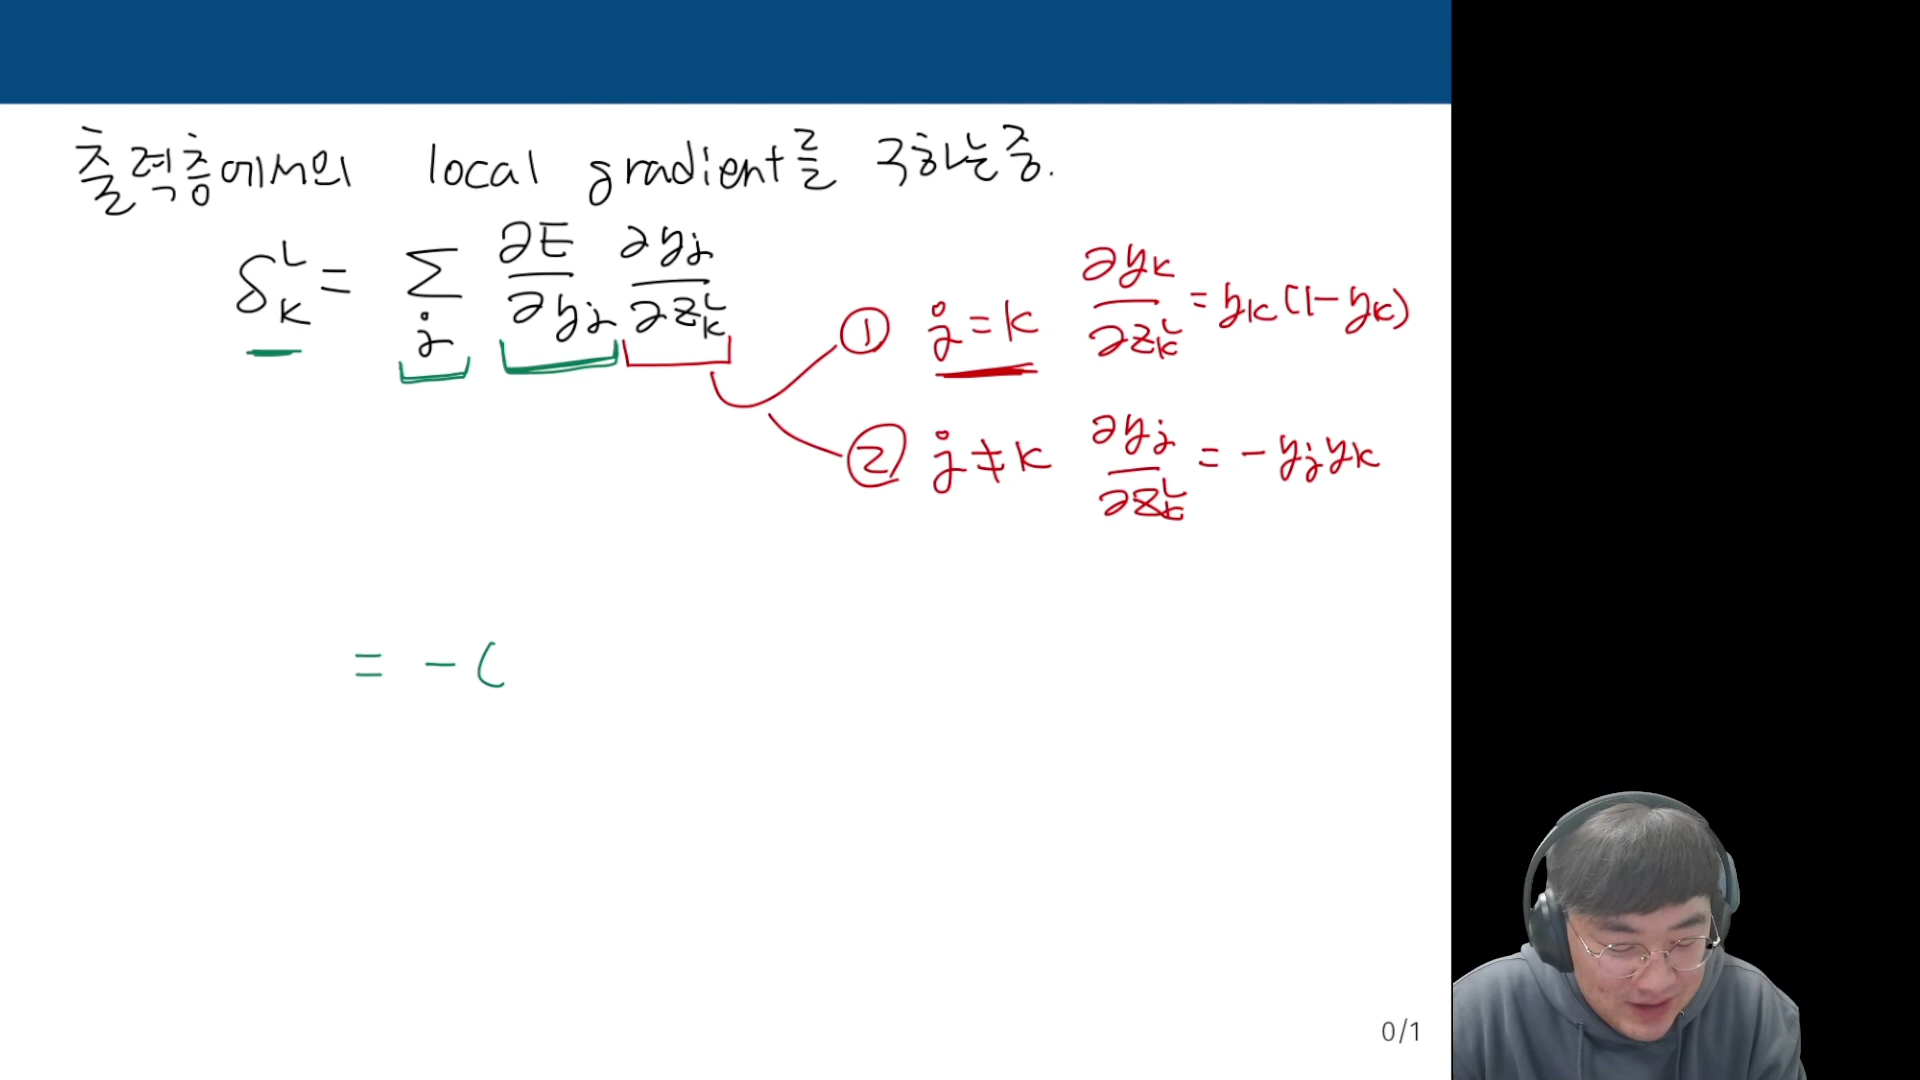 출력층에서의 local gradient를 구하는중.
δ_k^L = Σ_j ∂E/∂y_j ∂y_j/∂z_k^L
① j=k ∂y_k/∂z_k^L = y_k(1-y_k)
② j≠k ∂y_j/∂z_k^L = -y_j y_k
= - (
0/1